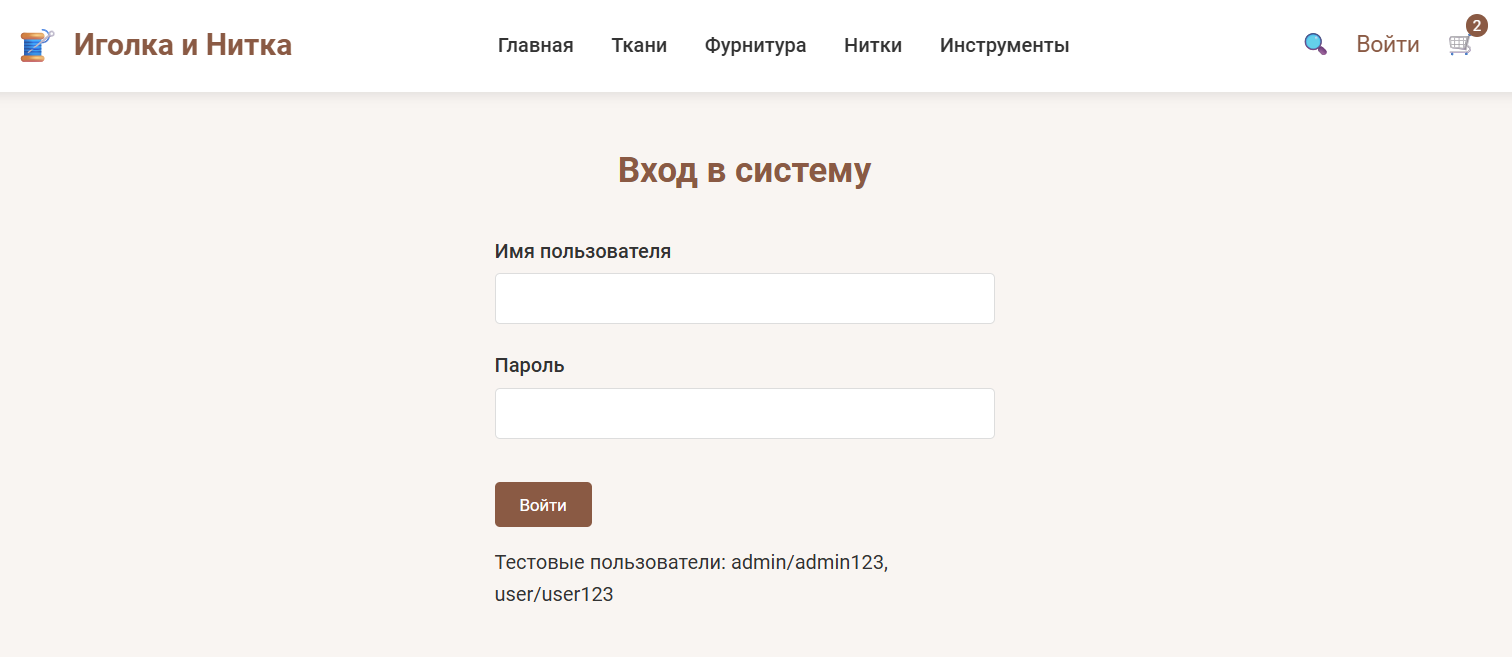 Иголка и Нитка
Главная Ткани Фурнитура Нитки Инструменты
Войти 2
Вход в систему
Имя пользователя
Пароль
Войти
Тестовые пользователи: admin/admin123,
user/user123